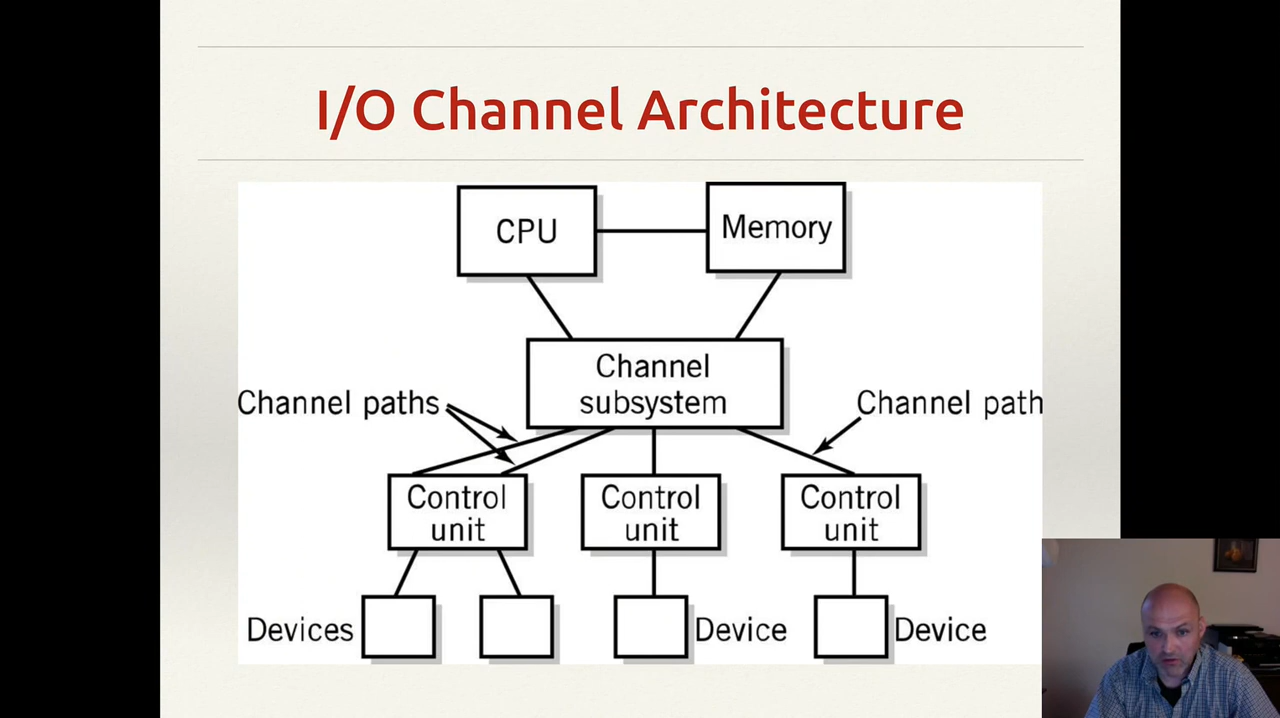 I/O Channel Architecture
CPU
Memory
Channel
subsystem
Channel paths
Channel path
Control
unit
Control
unit
Control
unit
Devices
Device
Device